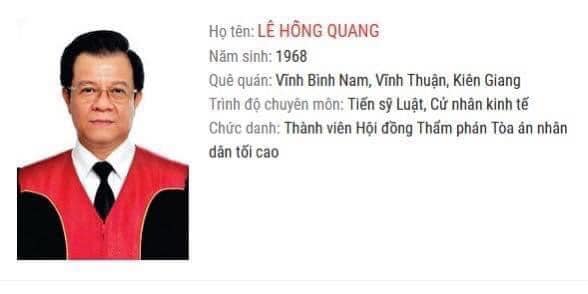 Họ tên: LÊ HỒNG QUANG
Năm sinh: 1968
Quê quán: Vĩnh Bình Nam, Vĩnh Thuận, Kiên Giang
Trình độ chuyên môn: Tiến sỹ Luật, Cử nhân kinh tế
Chức danh: Thành viên Hội đồng Thẩm phán Tòa án nhân
dân tối cao